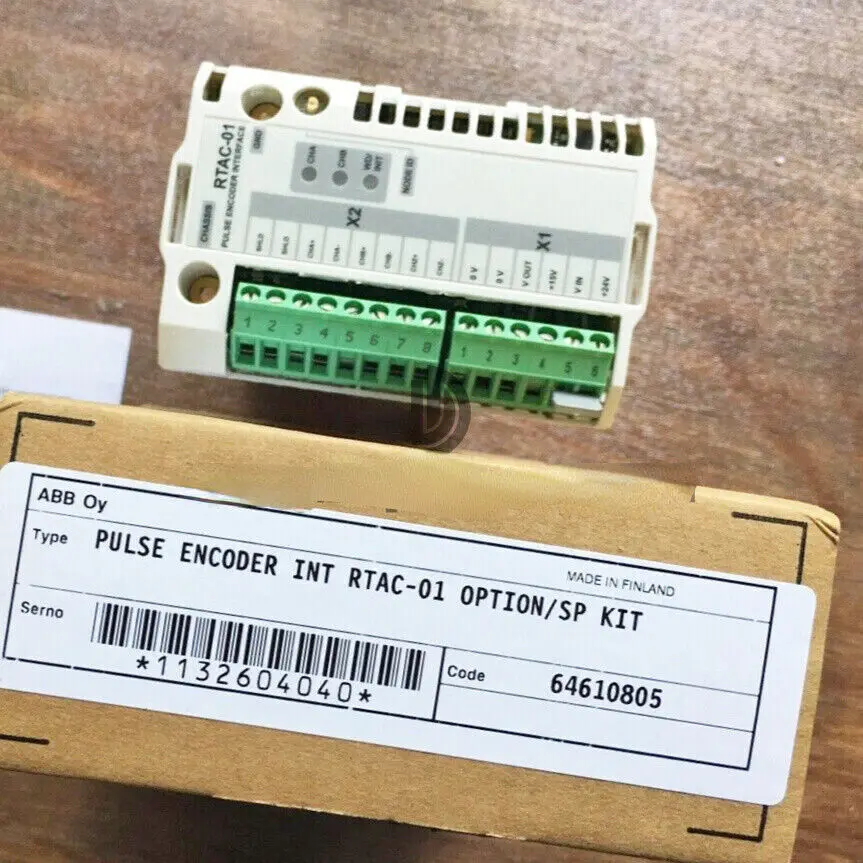 RTAC-01
PULSE ENCODER INTERFACE
GND
CHASSIS
CHA
CHB
WD/
INIT
NODE ID
X2
X1
SHLD
SHLD
CHA+
CHA-
CHB+
CHB-
CHZ+
CHZ-
0 V
0 V
V OUT
+15V
V IN
+24V
1 2 3 4 5 6 7 8
1 2 3 4 5 6
ABB Oy
MADE IN FINLAND
Type PULSE ENCODER INT RTAC-01 OPTION/SP KIT
Serno
*1132604040*
Code 64610805